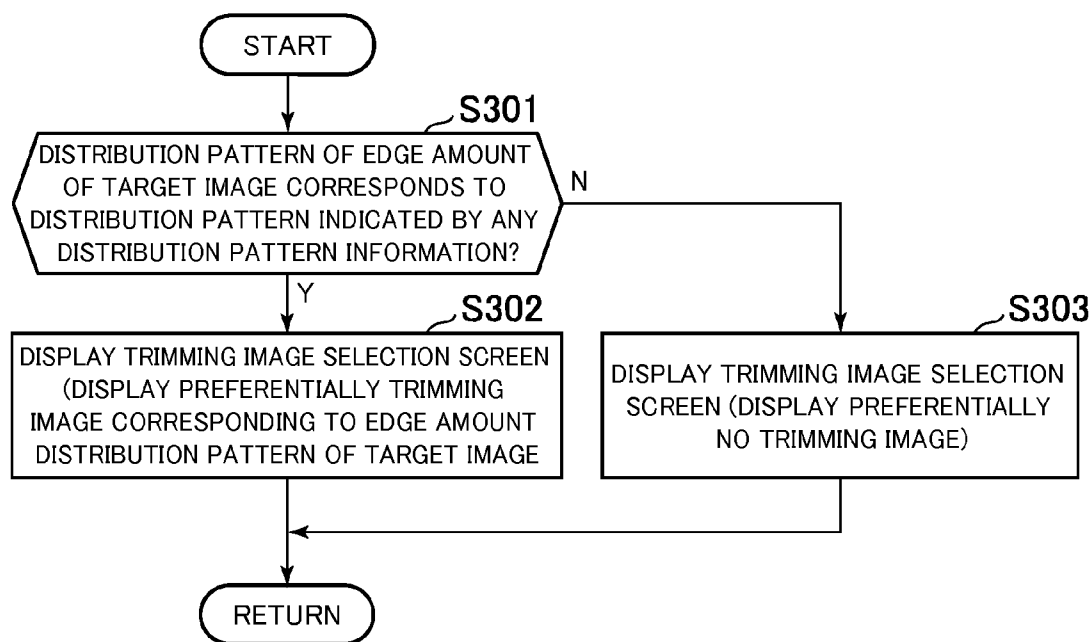 START
S301
DISTRIBUTION PATTERN OF EDGE AMOUNT
OF TARGET IMAGE CORRESPONDS TO
DISTRIBUTION PATTERN INDICATED BY ANY
DISTRIBUTION PATTERN INFORMATION?
N
Y
S302
DISPLAY TRIMMING IMAGE SELECTION SCREEN
(DISPLAY PREFERENTIALLY TRIMMING
IMAGE CORRESPONDING TO EDGE AMOUNT
DISTRIBUTION PATTERN OF TARGET IMAGE
S303
DISPLAY TRIMMING IMAGE SELECTION
SCREEN (DISPLAY PREFERENTIALLY
NO TRIMMING IMAGE)
RETURN